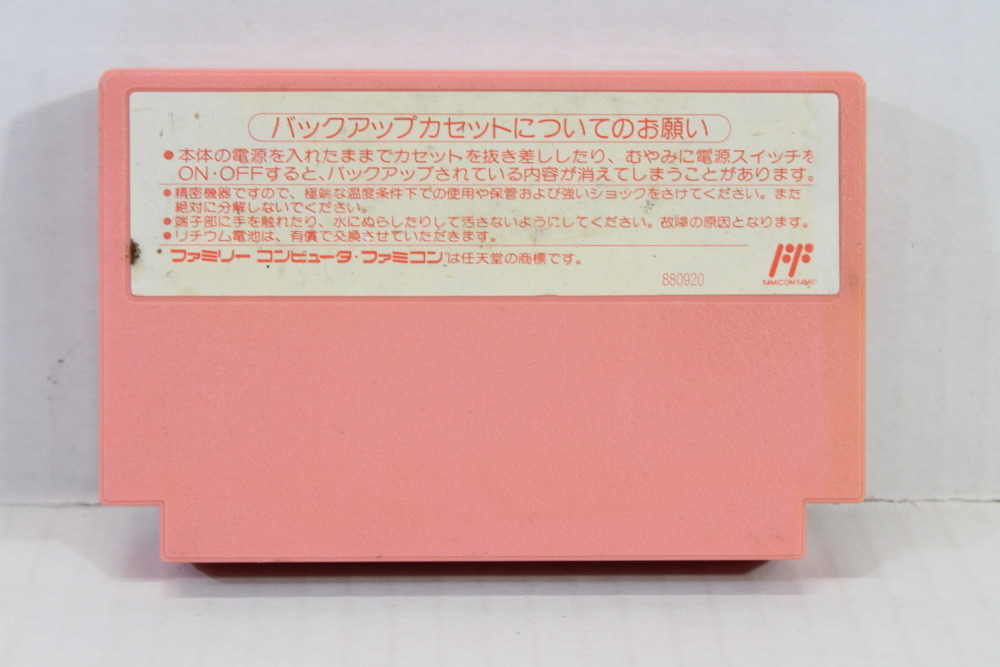 バックアップカセットについてのお願い
●本体の電源を入れたままでカセットを抜き差ししたり、むやみに電源スイッチを
ON・OFFすると、バックアップされている内容が消えてしまうことがあります。
●精密機器ですので、極端な温度条件下での使用や保管および強いショックをさけてください。また
絶対に分解しないでください。
●端子部に手を触れたり、水にぬらしたりして汚さないようにしてください。故障の原因となります。
●リチウム電池は、有償で交換させていただきます。
ファミリー コンピュータ・ファミコン™は任天堂の商標です。
880920
FAMICOM FAMILY